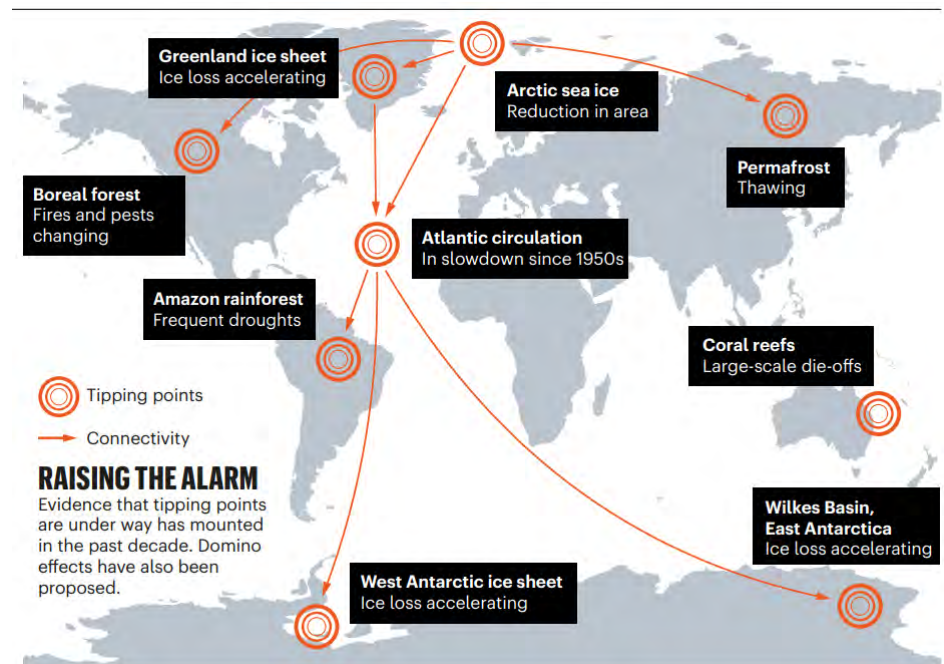 Greenland ice sheet
Ice loss accelerating
Arctic sea ice
Reduction in area
Permafrost
Thawing
Boreal forest
Fires and pests
changing
Atlantic circulation
In slowdown since 1950s
Amazon rainforest
Frequent droughts
Coral reefs
Large-scale die-offs
Tipping points
Connectivity
RAISING THE ALARM
Evidence that tipping points
are under way has mounted
in the past decade. Domino
effects have also been
proposed.
Wilkes Basin,
East Antarctica
Ice loss accelerating
West Antarctic ice sheet
Ice loss accelerating